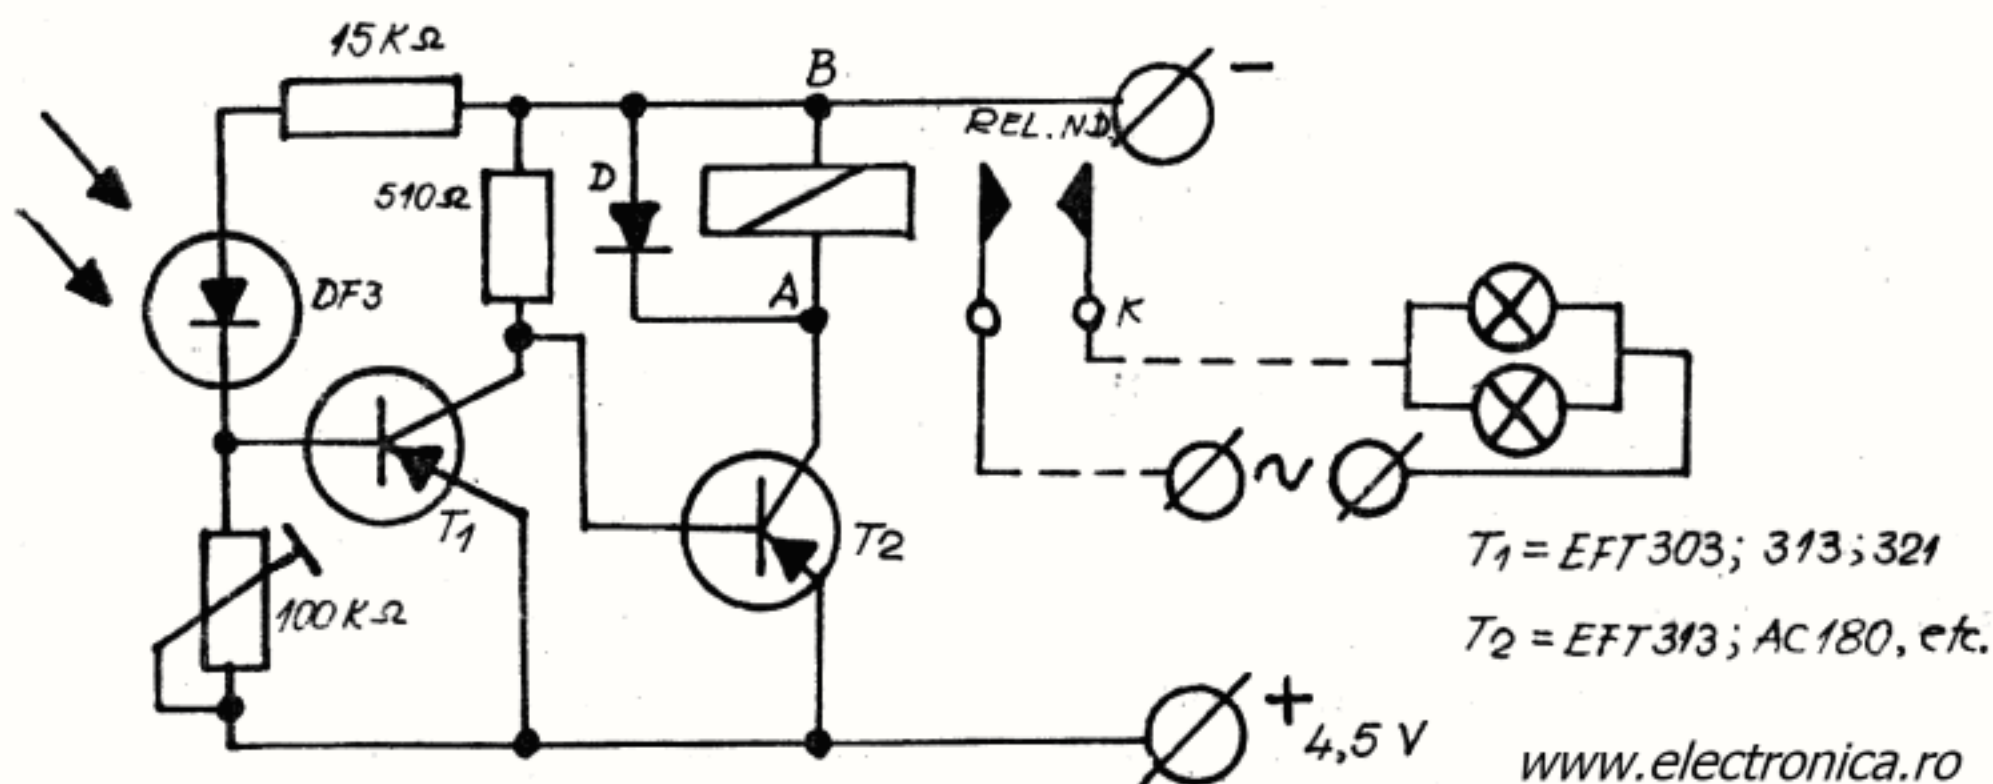 15KΩ
B
−
REL.ND.
D
510Ω
DF3
A
K
~
T1
T2
T1 = EFT303; 313; 321
100KΩ
T2 = EFT313; AC180, etc.
+
4,5 V
www.electronica.ro